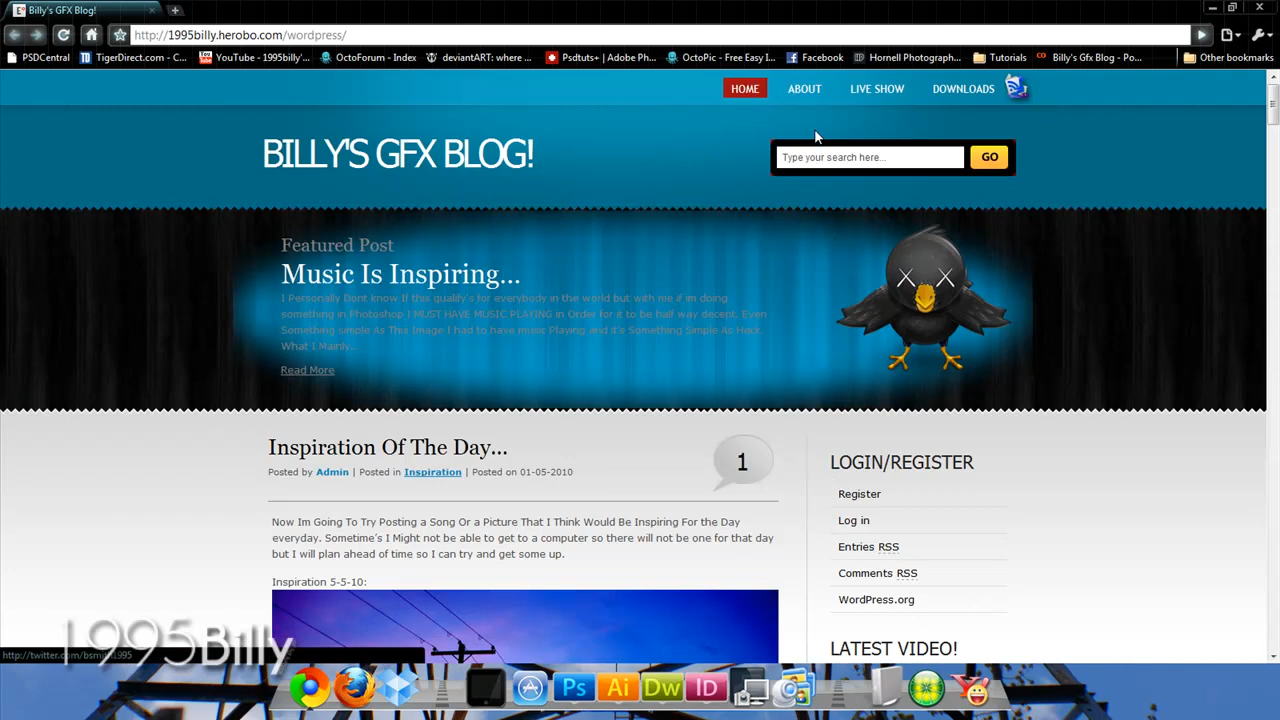 Billy's GFX Blog!
http://1995billy.herobo.com/wordpress/
PSDCentral
TigerDirect.com - C...
YouTube - 1995billy'...
OctoForum - Index
deviantART: where ...
Psdtuts+ | Adobe Ph...
OctoPic - Free Easy I...
Facebook
Hornell Photograph...
Tutorials
Billy's Gfx Blog - Po...
Other bookmarks
HOME ABOUT LIVE SHOW DOWNLOADS
BILLY'S GFX BLOG!
Type your search here...
GO
Featured Post
Music Is Inspiring...
I Personally Dont know If this qualify's for everybody in the world but with me if im doing
something in Photoshop I MUST HAVE MUSIC PLAYING in Order for it to be half way decent. Even
Something simple As This Image I had to have music Playing and it's Something Simple As Heck.
What I Mainly...
Read More
Inspiration Of The Day...
Posted by Admin | Posted in Inspiration | Posted on 01-05-2010
1
Now Im Going To Try Posting a Song Or a Picture That I Think Would Be Inspiring For the Day
everyday. Sometime's I Might not be able to get to a computer so there will not be one for that day
but I will plan ahead of time so I can try and get some up.
Inspiration 5-5-10:
LOGIN/REGISTER
Register
Log in
Entries RSS
Comments RSS
WordPress.org
LATEST VIDEO!
1995Billy
http://twitter.com/bsmith1995
Ps
Ai
Dw
ID